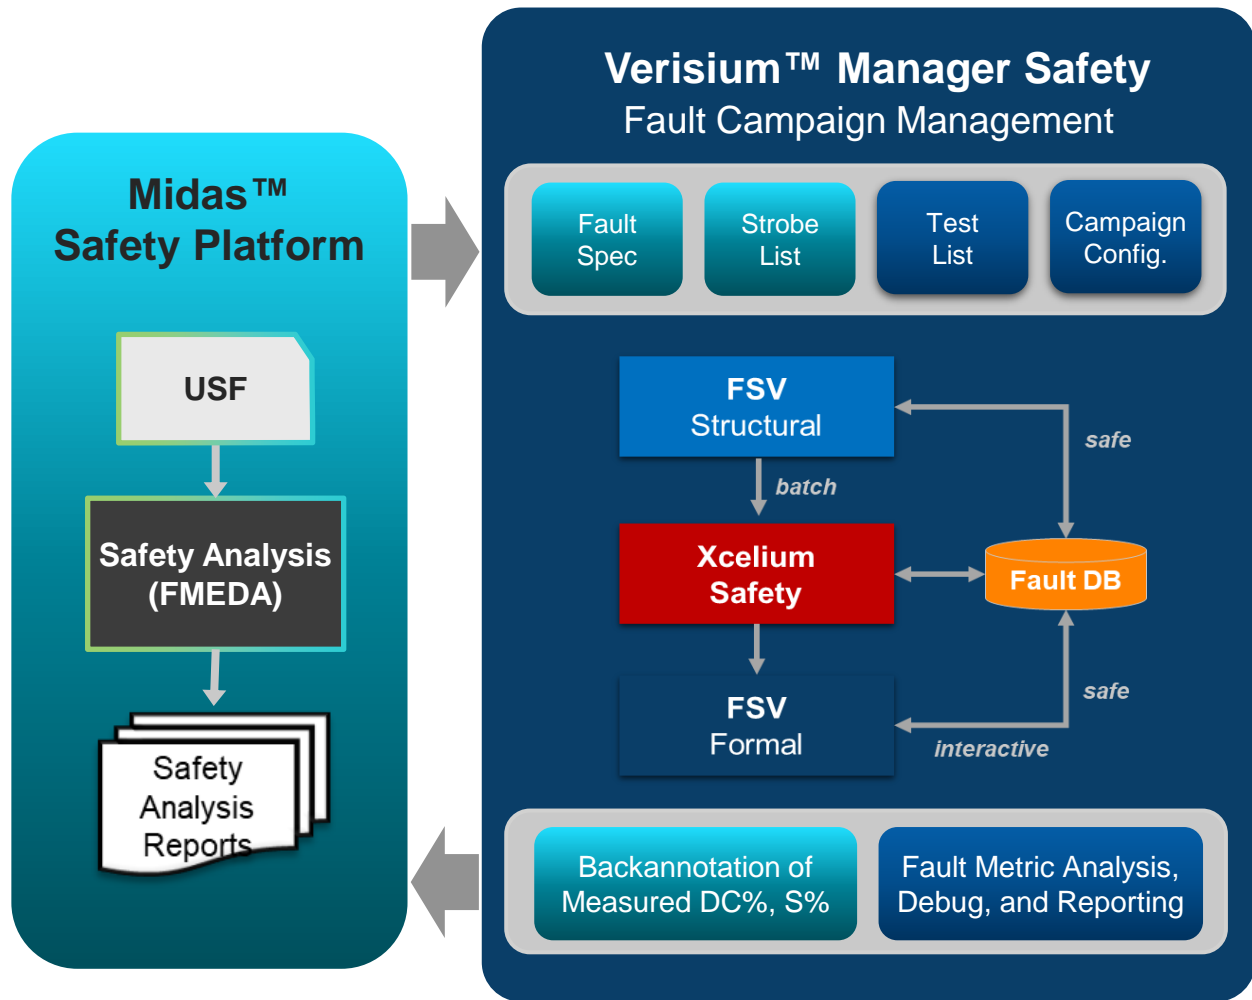 Verisium™ Manager Safety
Fault Campaign Management
Midas™
Safety Platform
Fault
Spec
Strobe
List
Test
List
Campaign
Config.
USF
Safety Analysis
(FMEDA)
Safety
Analysis
Reports
FSV
Structural
safe
batch
Xcelium
Safety
Fault DB
safe
FSV
Formal
interactive
Backannotation of
Measured DC%, S%
Fault Metric Analysis,
Debug, and Reporting